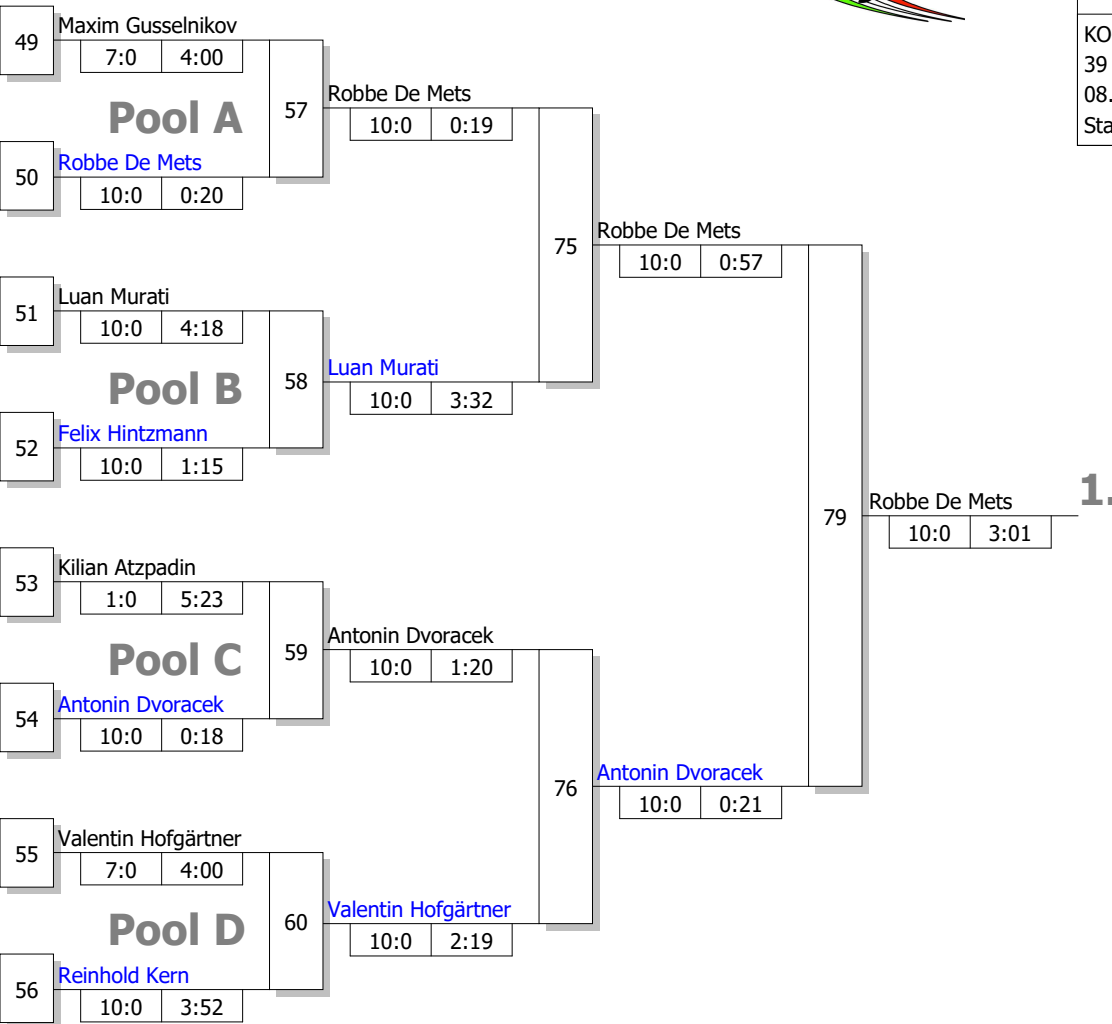 49
Maxim Gusselnikov
7:0 4:00
KO
39
08.
Sta
Pool A
57
Robbe De Mets
10:0 0:19
50
Robbe De Mets
10:0 0:20
75
Robbe De Mets
10:0 0:57
51
Luan Murati
10:0 4:18
Pool B
58
Luan Murati
10:0 3:32
52
Felix Hintzmann
10:0 1:15
79
Robbe De Mets
10:0 3:01
1.
53
Kilian Atzpadin
1:0 5:23
Pool C
59
Antonin Dvoracek
10:0 1:20
54
Antonin Dvoracek
10:0 0:18
76
Antonin Dvoracek
10:0 0:21
55
Valentin Hofgärtner
7:0 4:00
Pool D
60
Valentin Hofgärtner
10:0 2:19
56
Reinhold Kern
10:0 3:52